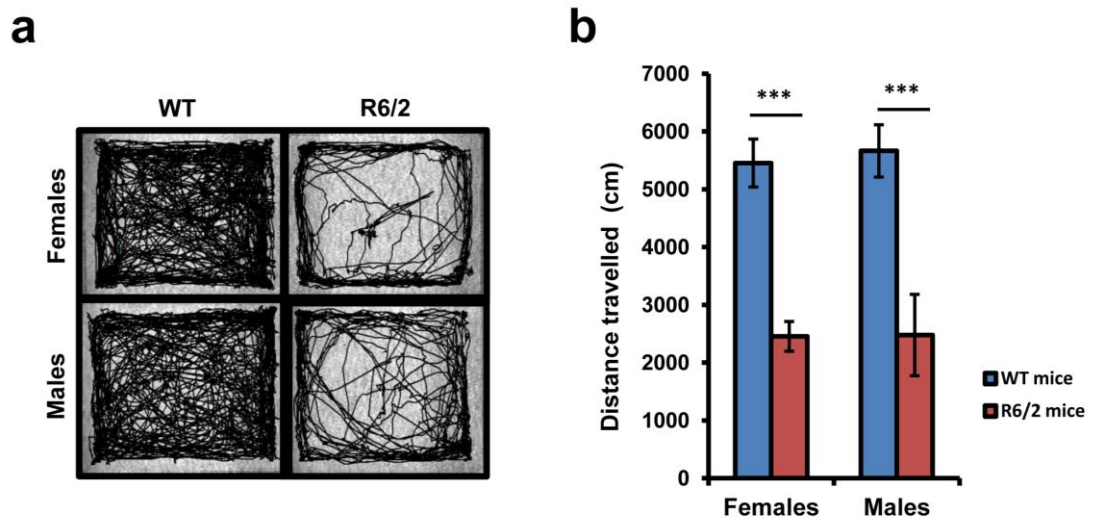 a
WT
R6/2
Females
Males
b
Distance travelled (cm)
7000
6000
5000
4000
3000
2000
1000
0
***
***
Females
Males
WT mice
R6/2 mice